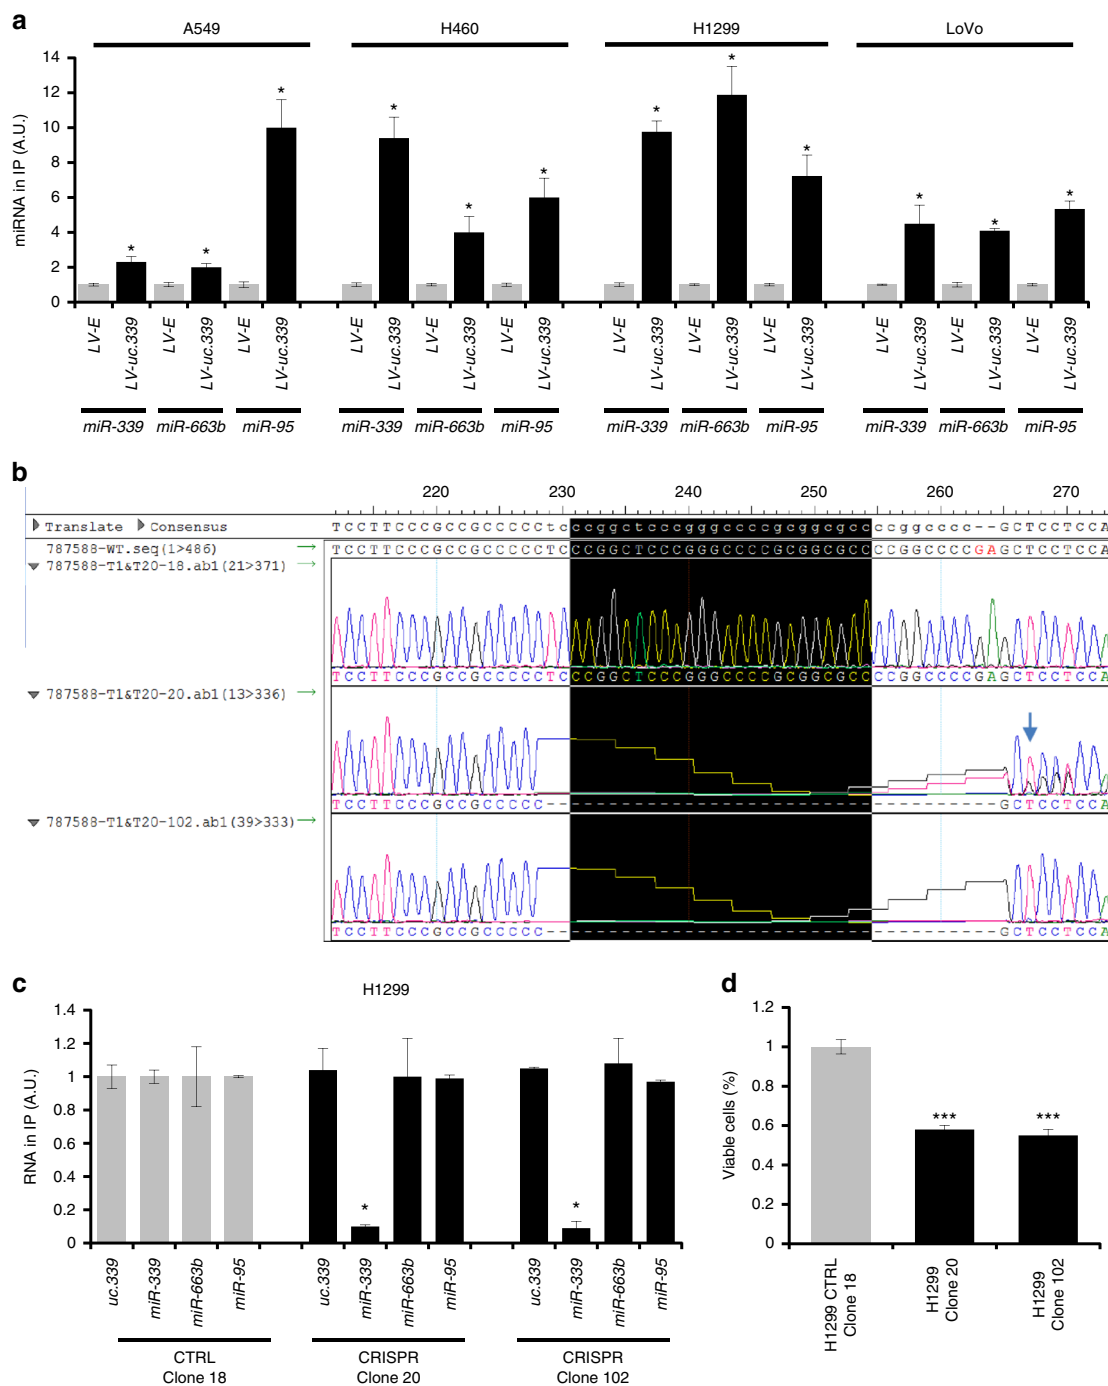 a
A549 H460 H1299 LoVo
miRNA in IP (A.U.)
14
12
10
8
6
4
2
0
* * * * * * * * * * * *
LV-E LV-uc.339 LV-E LV-uc.339 LV-E LV-uc.339 LV-E LV-uc.339 LV-E LV-uc.339 LV-E LV-uc.339 LV-E LV-uc.339 LV-E LV-uc.339 LV-E LV-uc.339 LV-E LV-uc.339 LV-E LV-uc.339 LV-E LV-uc.339
miR-339 miR-663b miR-95 miR-339 miR-663b miR-95 miR-339 miR-663b miR-95 miR-339 miR-663b miR-95
b
220 230 240 250 260 270
Translate Consensus TCCTTCCCGCCGCCCCCtcccggctcccgggccccgcggcgccccggcccc--GCTCCTCCA
787588-WT.seq(1>486) TCCTTCCCGCCGCCCCCTCCCGGCTCCCGGGCCCCGCGGCGCCCCGGCCCCGAGCTCCTCCA
787588-T1&T20-18.ab1(21>371)
TCCTTCCCGCCGCCCCCTCCCGGCTCCCGGGCCCCGCGGCGCCCCGGCCCCGAGCTCCTCCA
787588-T1&T20-20.ab1(13>336)
TCCTTCCCGCCGCCCCC------------------------------------GCTCCTCCA
787588-T1&T20-102.ab1(39>333)
TCCTTCCCGCCGCCCCC------------------------------------GCTCCTCCA
c
H1299
RNA in IP (A.U.)
1.4
1.2
1
0.8
0.6
0.4
0.2
0
* *
uc.339 miR-339 miR-663b miR-95 uc.339 miR-339 miR-663b miR-95 uc.339 miR-339 miR-663b miR-95
CTRL CRISPR CRISPR
Clone 18 Clone 20 Clone 102
d
Viable cells (%)
1.2
1
0.8
0.6
0.4
0.2
0
*** ***
H1299 CTRL
Clone 18
H1299
Clone 20
H1299
Clone 102